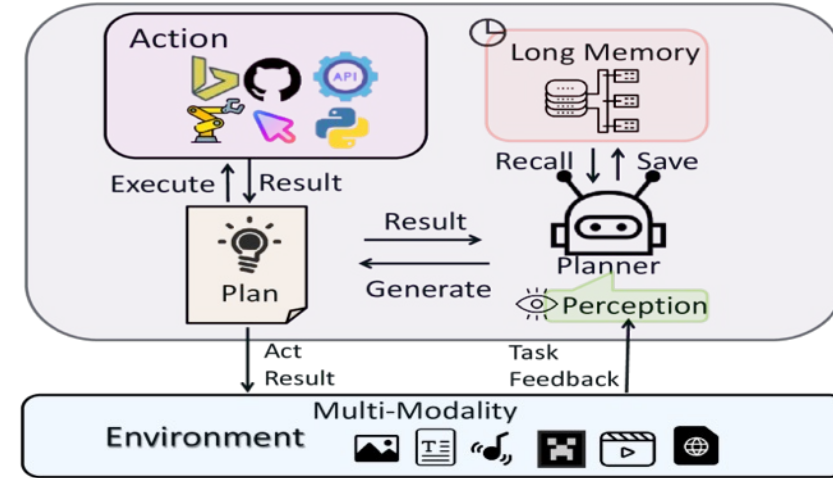 Action
API
Long Memory
Recall
Save
Execute
Result
Result
Planner
Plan
Generate
Perception
Act
Result
Task
Feedback
Multi-Modality
Environment
T